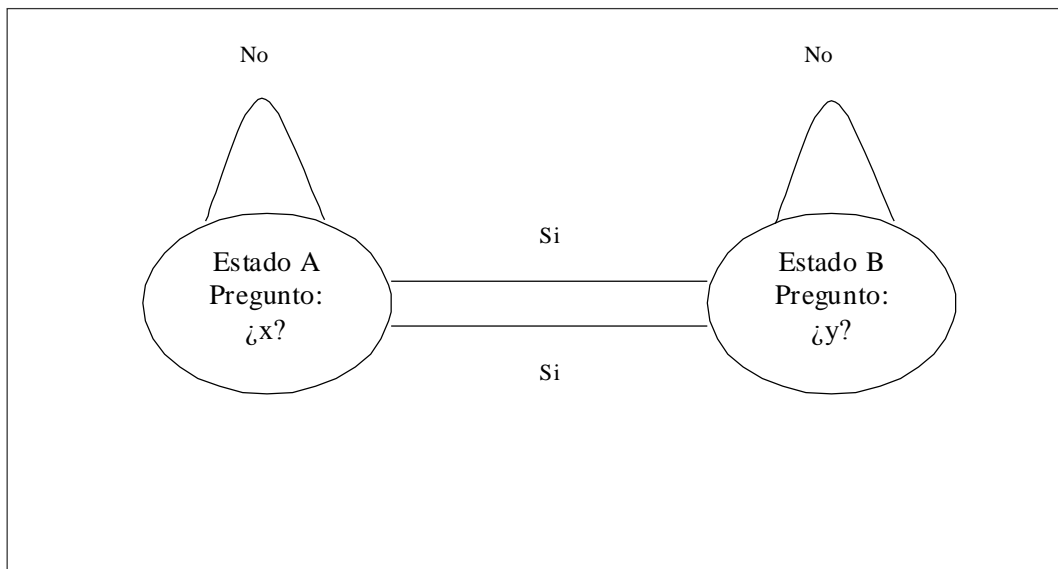 No
No
Si
Estado A
Pregunto:
¿x?
Estado B
Pregunto:
¿y?
Si